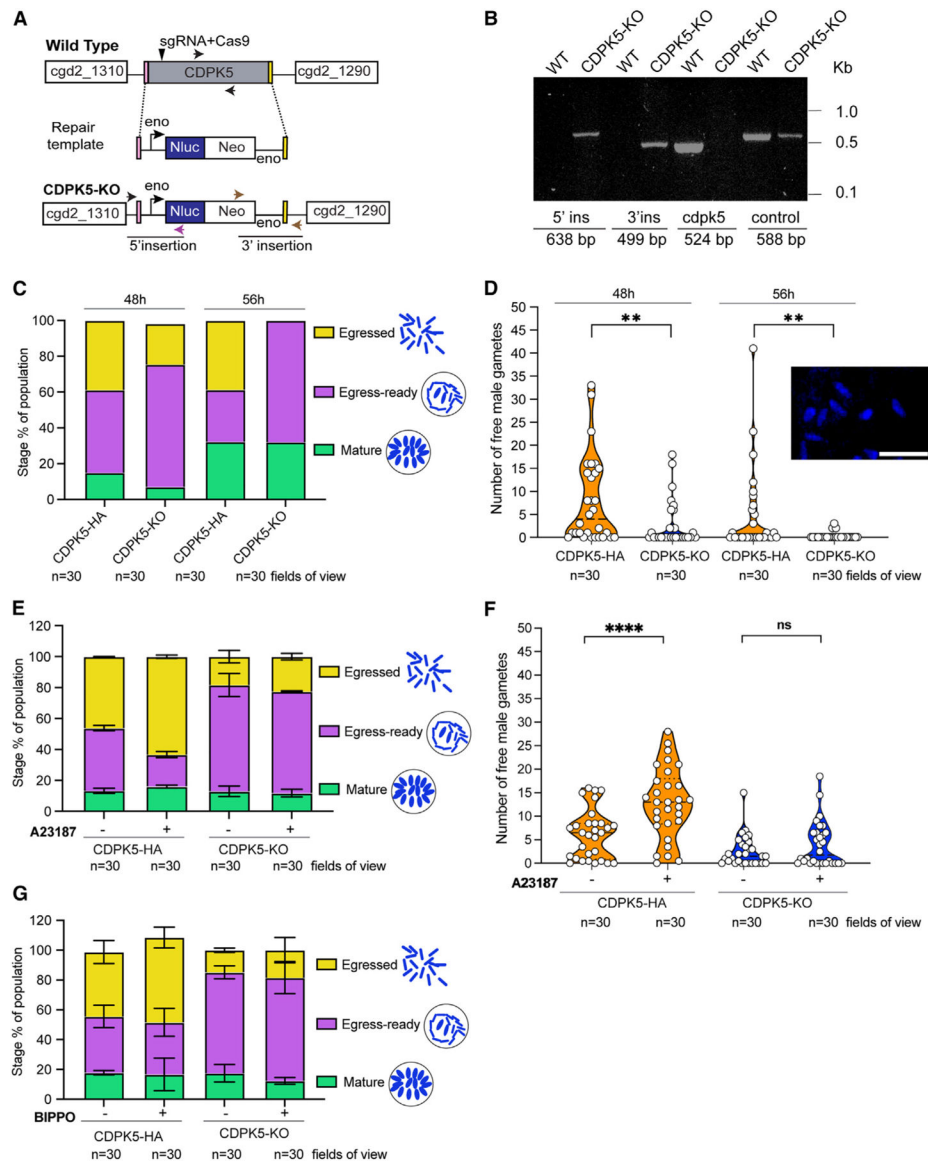 A
Wild Type
sgRNA+Cas9
cgd2_1310
CDPK5
cgd2_1290
Repair
template
eno
Nluc
Neo
eno
CDPK5-KO
eno
cgd2_1310
Nluc
Neo
eno
cgd2_1290
5'insertion
3' insertion
B
WT
CDPK5-KO
WT
CDPK5-KO
WT
CDPK5-KO
WT
CDPK5-KO
Kb
1.0
0.5
0.1
5' ins
3'ins
cdpk5
control
638 bp
499 bp
524 bp
588 bp
C
48h
56h
Stage % of population
100
80
60
40
20
0
Egressed
Egress-ready
Mature
CDPK5-HA
CDPK5-KO
CDPK5-HA
CDPK5-KO
n=30
n=30
n=30
n=30 fields of view
D
48h
56h
Number of free male gametes
50
45
40
35
30
25
20
15
10
5
0
**
**
CDPK5-HA
CDPK5-KO
CDPK5-HA
CDPK5-KO
n=30
n=30
n=30
n=30 fields of view
E
Stage % of population
120
100
80
60
40
20
0
Egressed
Egress-ready
Mature
A23187
-
+
-
+
CDPK5-HA
CDPK5-KO
n=30
n=30
n=30
n=30
fields of view
F
Number of free male gametes
50
45
40
35
30
25
20
15
10
5
0
****
ns
A23187
-
+
-
+
CDPK5-HA
CDPK5-KO
n=30
n=30
n=30
n=30
fields of view
G
Stage % of population
120
100
80
60
40
20
0
Egressed
Egress-ready
Mature
BIPPO
-
+
-
+
CDPK5-HA
CDPK5-KO
n=30
n=30
n=30
n=30
fields of view